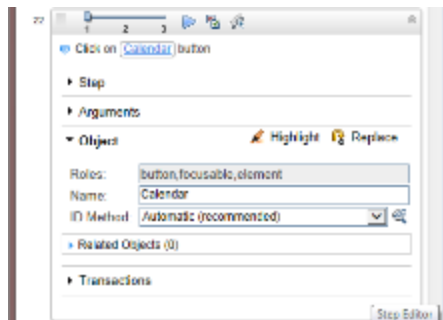 22
1 2 3
Click on Calendar button
Step
Arguments
Object Highlight Replace
Roles: button,focusable,element
Name: Calendar
ID Method Automatic (recommended)
Related Objects (0)
Transactions
Step Editor